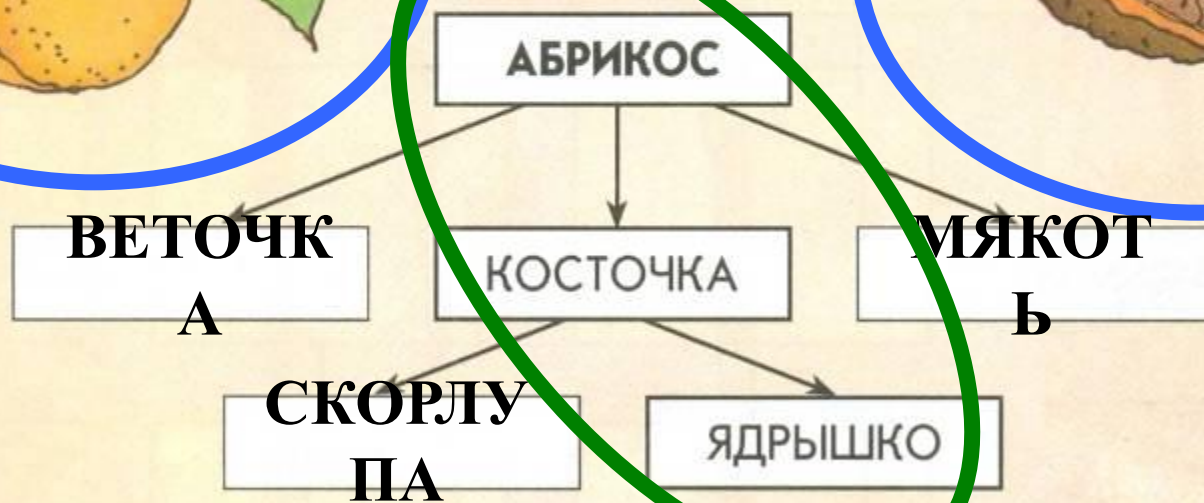 АБРИКОС
ВЕТОЧК
А
КОСТОЧКА
МЯКОТ
Ь
СКОРЛУ
ПА
ЯДРЫШКО